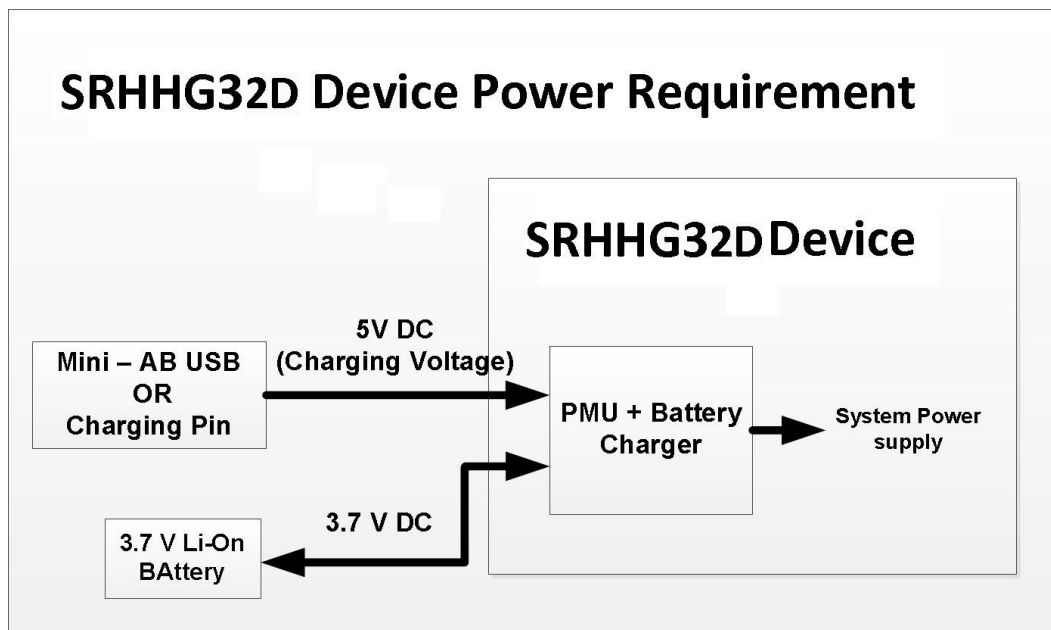 SRHHG32D Device Power Requirement
SRHHG32D Device
5V DC
(Charging Voltage)
Mini – AB USB
OR
Charging Pin
PMU + Battery
Charger
System Power
supply
3.7 V DC
3.7 V Li-On
BAttery